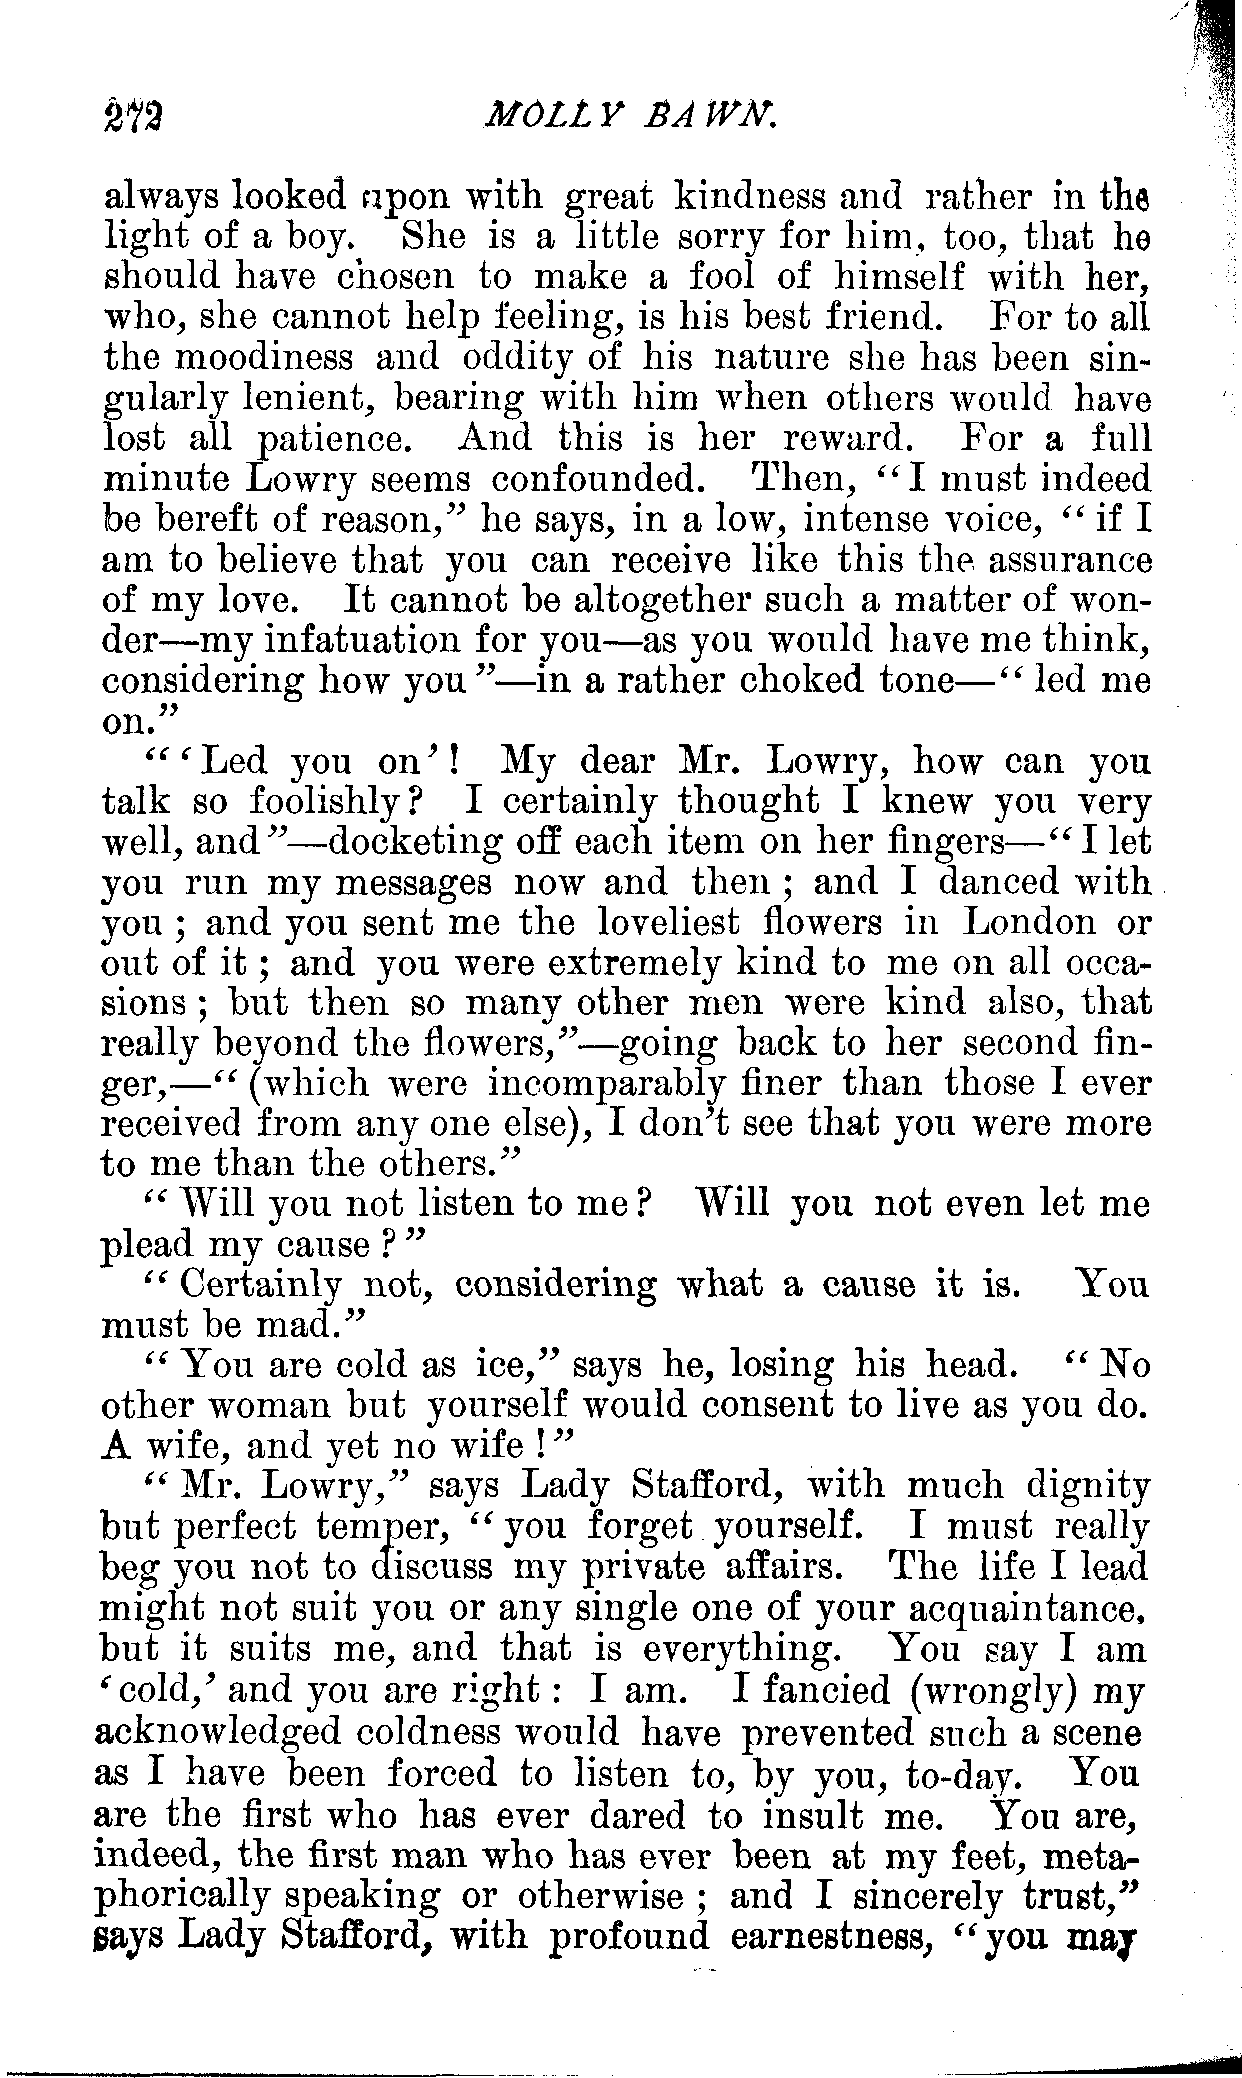 272 MOLLY BAWN.
always looked upon with great kindness and rather in the
light of a boy. She is a little sorry for him, too, that he
should have chosen to make a fool of himself with her,
who, she cannot help feeling, is his best friend. For to all
the moodiness and oddity of his nature she has been sin-
gularly lenient, bearing with him when others would have
lost all patience. And this is her reward. For a full
minute Lowry seems confounded. Then, "I must indeed
be bereft of reason," he says, in a low, intense voice, "if I
am to believe that you can receive like this the assurance
of my love. It cannot be altogether such a matter of won-
der—my infatuation for you—as you would have me think,
considering how you"—in a rather choked tone—"led me
on."
"'Led you on'! My dear Mr. Lowry, how can you
talk so foolishly? I certainly thought I knew you very
well, and"—docketing off each item on her fingers—"I let
you run my messages now and then; and I danced with
you; and you sent me the loveliest flowers in London or
out of it; and you were extremely kind to me on all occa-
sions; but then so many other men were kind also, that
really beyond the flowers,"—going back to her second fin-
ger,—"(which were incomparably finer than those I ever
received from any one else), I don't see that you were more
to me than the others."
"Will you not listen to me? Will you not even let me
plead my cause?"
"Certainly not, considering what a cause it is. You
must be mad."
"You are cold as ice," says he, losing his head. "No
other woman but yourself would consent to live as you do.
A wife, and yet no wife!"
"Mr. Lowry," says Lady Stafford, with much dignity
but perfect temper, "you forget yourself. I must really
beg you not to discuss my private affairs. The life I lead
might not suit you or any single one of your acquaintance.
but it suits me, and that is everything. You say I am
'cold,' and you are right: I am. I fancied (wrongly) my
acknowledged coldness would have prevented such a scene
as I have been forced to listen to, by you, to-day. You
are the first who has ever dared to insult me. You are,
indeed, the first man who has ever been at my feet, meta-
phorically speaking or otherwise; and I sincerely trust,"
says Lady Stafford, with profound earnestness, "you may